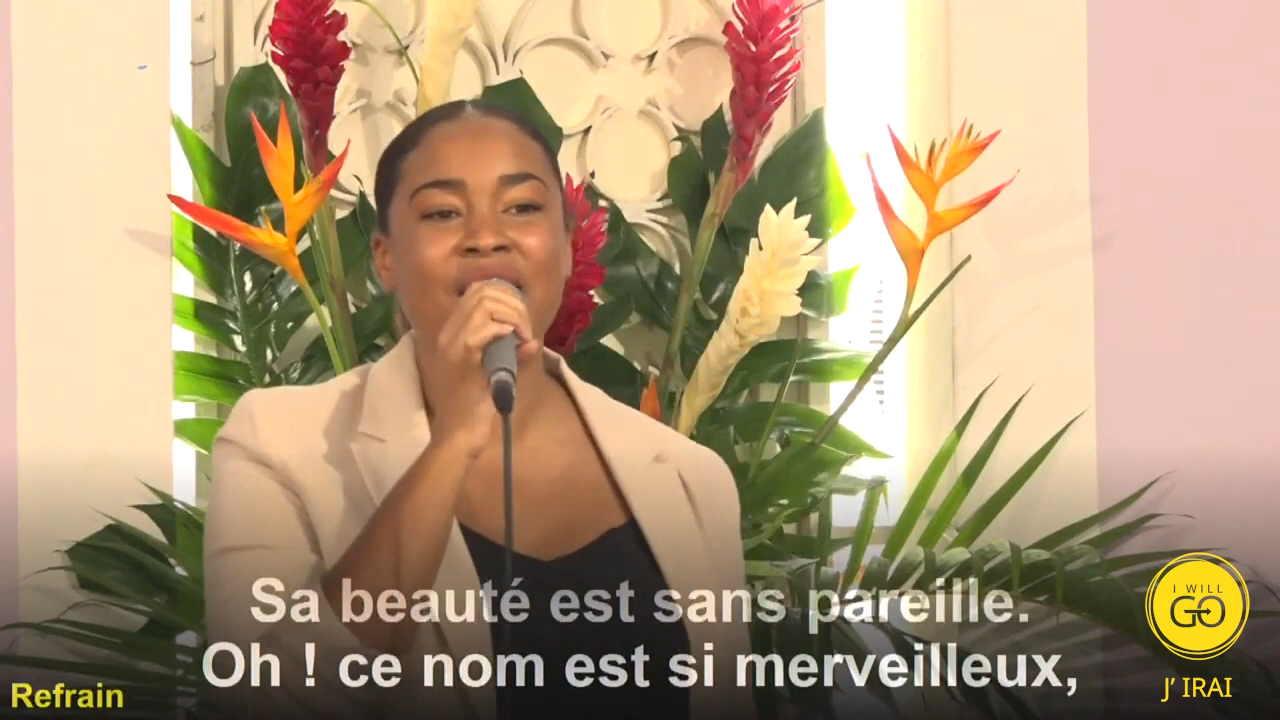 Sa beauté est sans pareille.
Oh ! ce nom est si merveilleux,
Refrain
I WILL
GO
J’ IRAI